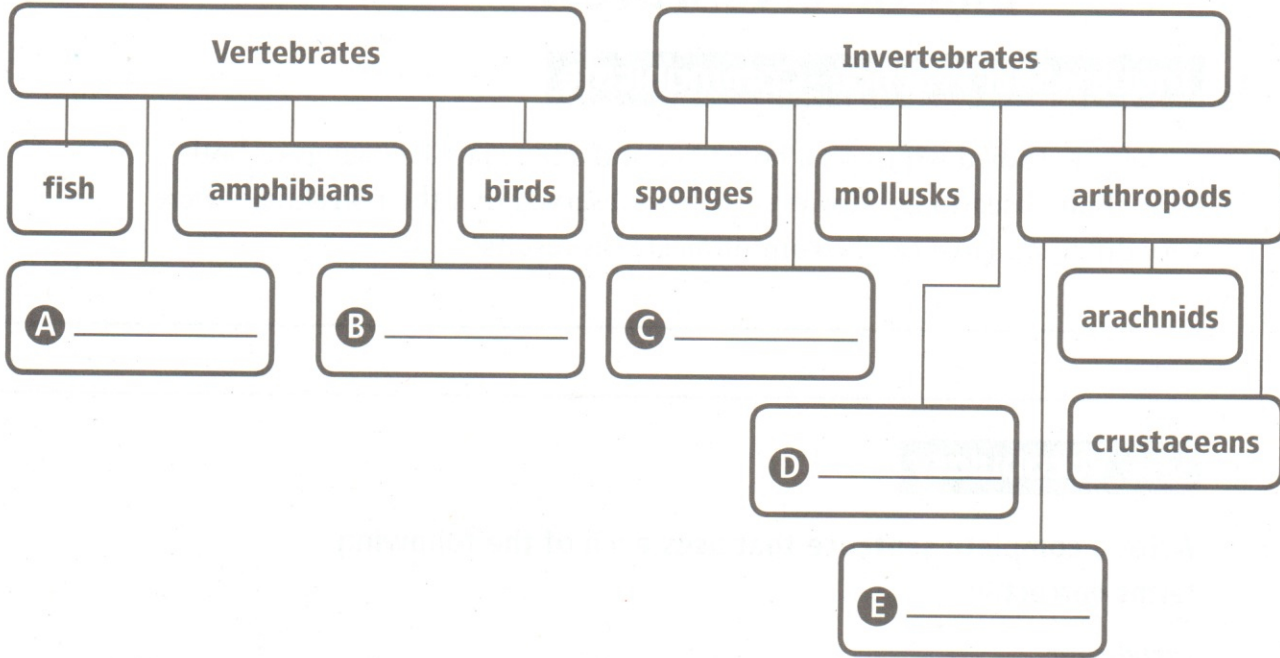 Vertebrates
Invertebrates
fish
amphibians
birds
sponges
mollusks
arthropods
A
B
C
arachnids
D
crustaceans
E